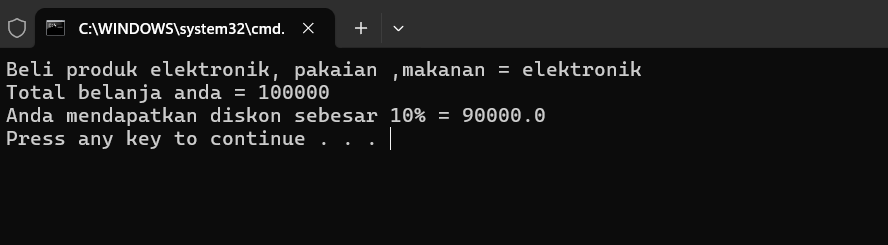 C:\WINDOWS\system32\cmd.
Beli produk elektronik, pakaian ,makanan = elektronik
Total belanja anda = 100000
Anda mendapatkan diskon sebesar 10% = 90000.0
Press any key to continue . . .